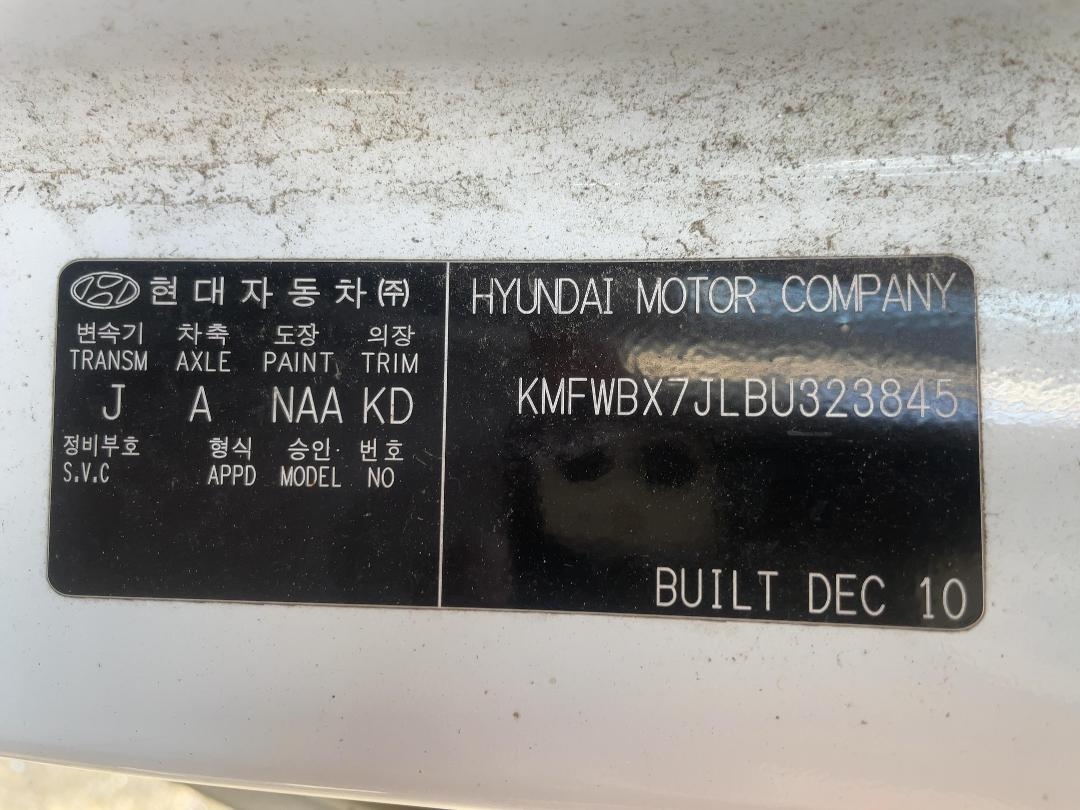 현대자동차(주)
변속기 차축 도장 의장
TRANSM AXLE PAINT TRIM
J A NAA KD
정비부호 형식 승인 번호
S.V.C APPD MODEL NO
HYUNDAI MOTOR COMPANY
KMFWBX7JLBU323845
BUILT DEC 10